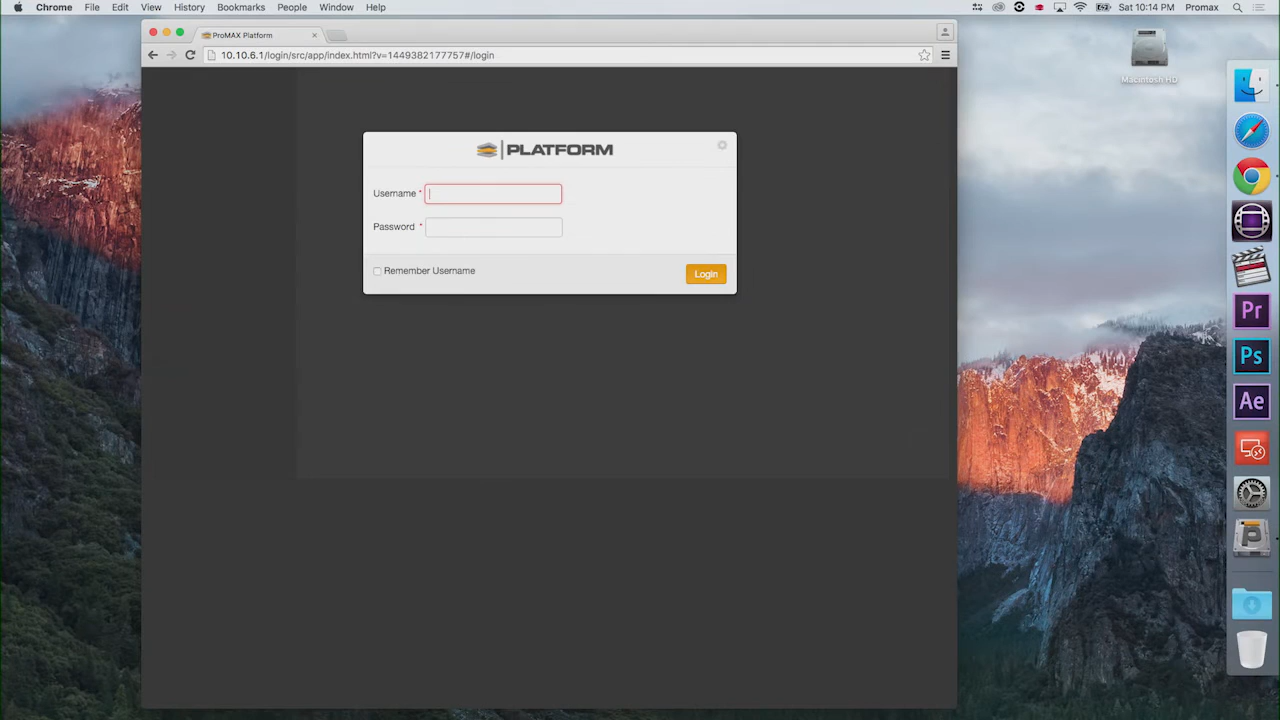 Chrome File Edit View History Bookmarks People Window Help Sat 10:14 PM Promax
ProMAX Platform
10.10.6.1/login/src/app/index.html?v=1449382177757#/login
Macintosh HD
PLATFORM
Username *
Password *
Remember Username
Login
Pr
Ps
Ae
p